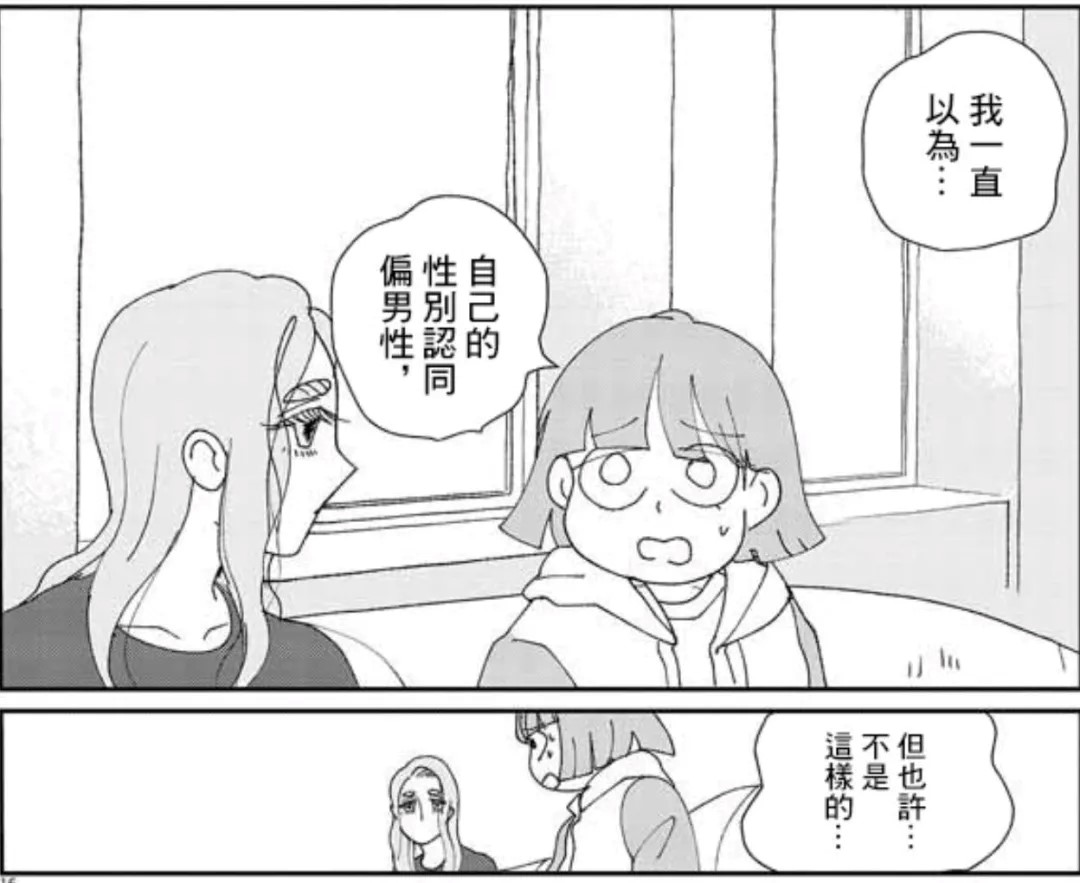 我一直
以為…
自己的
性別認同
偏男性，
但也許…
不是
這樣的…
16